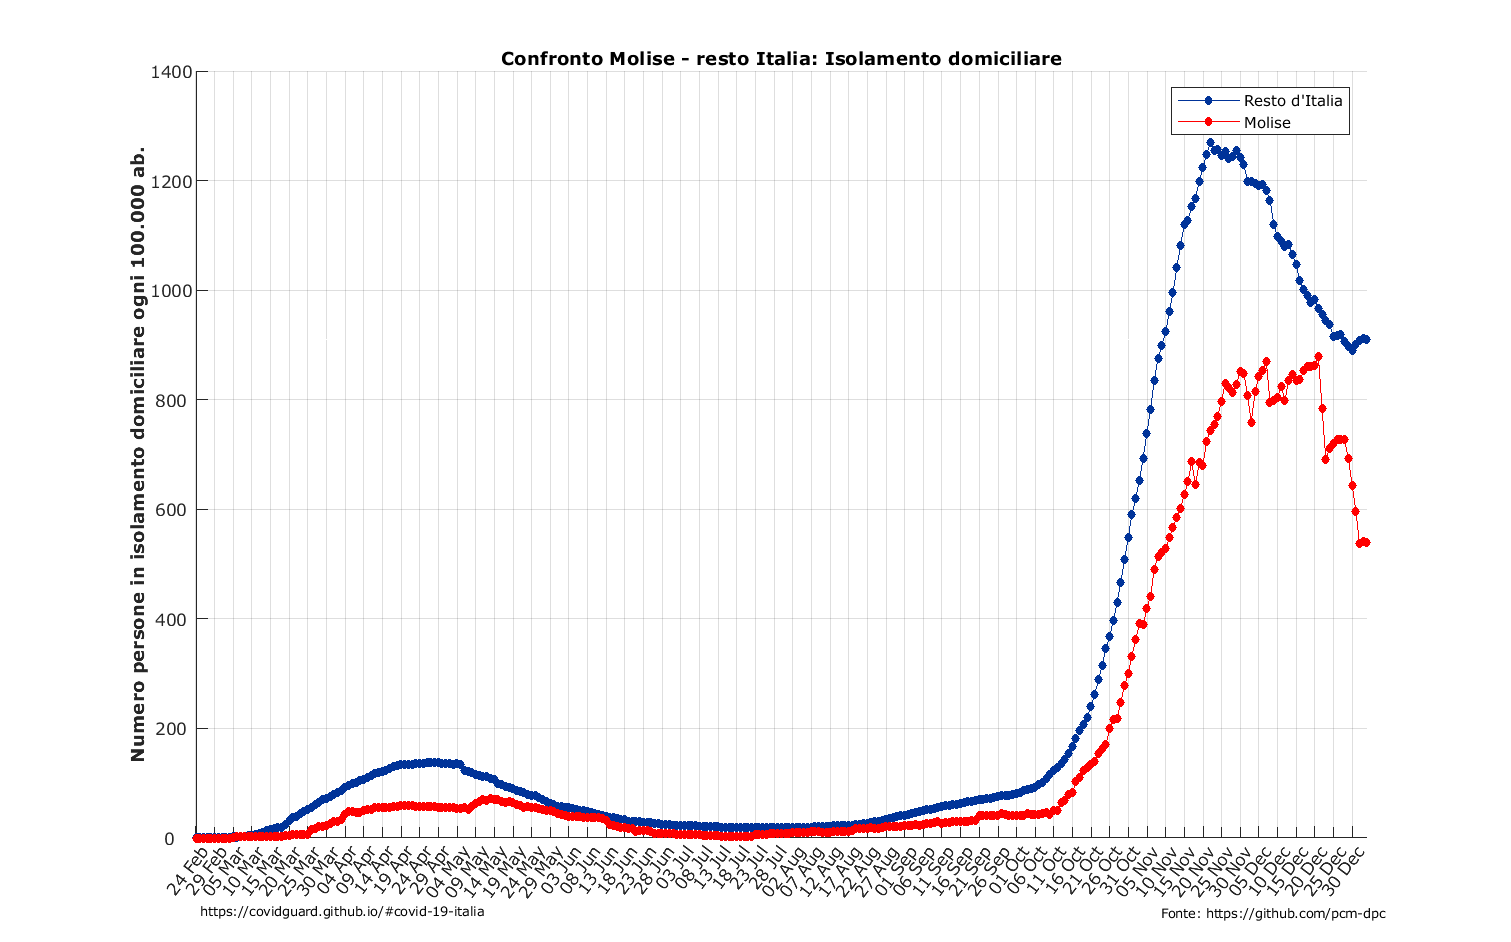 Confronto Molise - resto Italia: Isolamento domiciliare
Numero persone in isolamento domiciliare ogni 100.000 ab.
1400
1200
1000
800
600
400
200
0
Resto d'Italia
Molise
24 Feb
29 Feb
05 Mar
10 Mar
15 Mar
20 Mar
25 Mar
30 Mar
04 Apr
09 Apr
14 Apr
19 Apr
24 Apr
29 Apr
04 May
09 May
14 May
19 May
24 May
29 May
03 Jun
08 Jun
13 Jun
18 Jun
23 Jun
28 Jun
03 Jul
08 Jul
13 Jul
18 Jul
23 Jul
28 Jul
02 Aug
07 Aug
12 Aug
17 Aug
22 Aug
27 Aug
01 Sep
06 Sep
11 Sep
16 Sep
21 Sep
26 Sep
01 Oct
06 Oct
11 Oct
16 Oct
21 Oct
26 Oct
31 Oct
05 Nov
10 Nov
15 Nov
20 Nov
25 Nov
30 Nov
05 Dec
10 Dec
15 Dec
20 Dec
25 Dec
30 Dec
https://covidguard.github.io/#covid-19-italia
Fonte: https://github.com/pcm-dpc